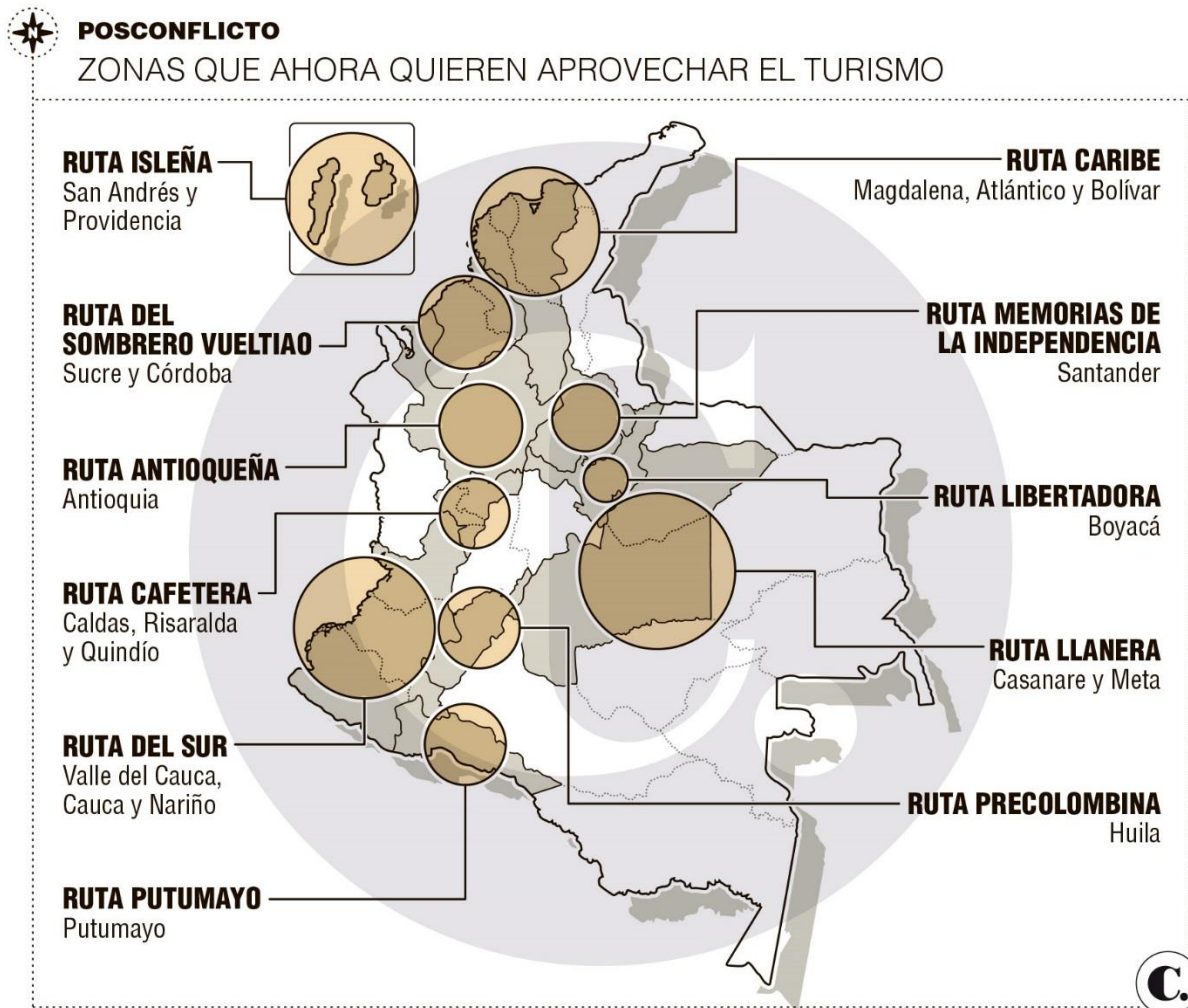 N
POSCONFLICTO
ZONAS QUE AHORA QUIEREN APROVECHAR EL TURISMO
RUTA ISLEÑA
San Andrés y
Providencia
RUTA DEL
SOMBRERO VUELTIAO
Sucre y Córdoba
RUTA ANTIOQUEÑA
Antioquia
RUTA CAFETERA
Caldas, Risaralda
y Quindío
RUTA DEL SUR
Valle del Cauca,
Cauca y Nariño
RUTA PUTUMAYO
Putumayo
RUTA CARIBE
Magdalena, Atlántico y Bolívar
RUTA MEMORIAS DE
LA INDEPENDENCIA
Santander
RUTA LIBERTADORA
Boyacá
RUTA LLANERA
Casanare y Meta
RUTA PRECOLOMBINA
Huila
C.
C.